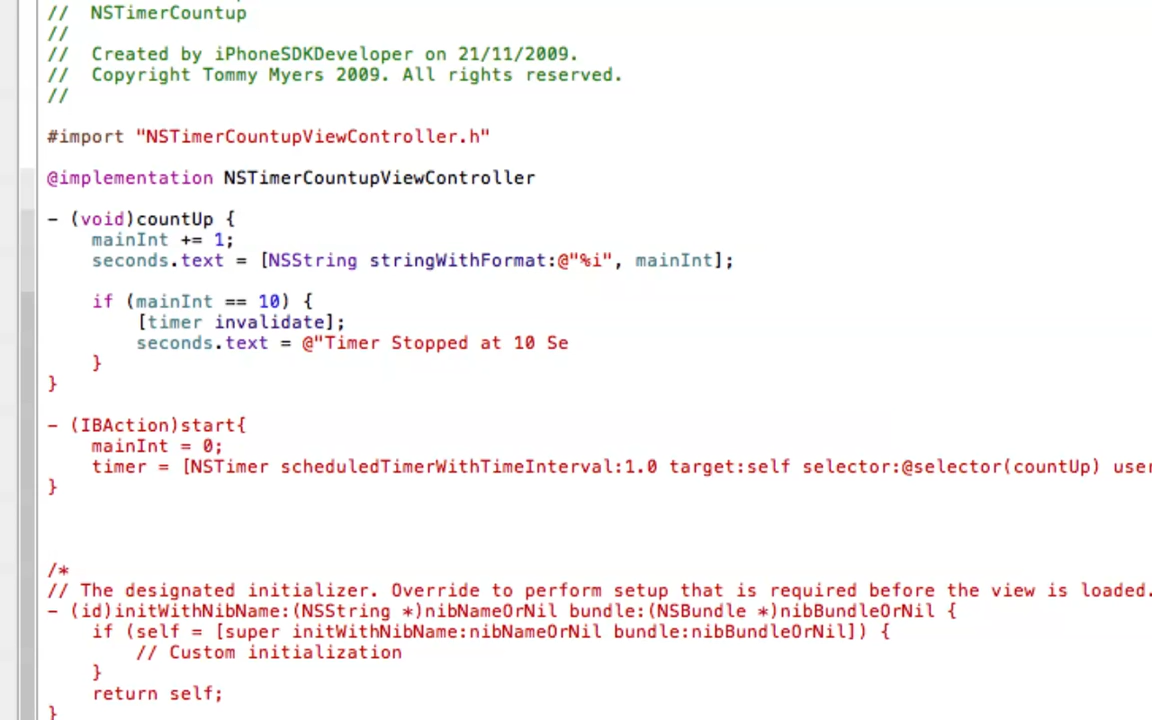 //  NSTimerCountup
//
//  Created by iPhoneSDKDeveloper on 21/11/2009.
//  Copyright Tommy Myers 2009. All rights reserved.
//
#import "NSTimerCountupViewController.h"
@implementation NSTimerCountupViewController
- (void)countUp {
    mainInt += 1;
    seconds.text = [NSString stringWithFormat:@"%i", mainInt];
    if (mainInt == 10) {
        [timer invalidate];
        seconds.text = @"Timer Stopped at 10 Se
    }
}
- (IBAction)start{
    mainInt = 0;
    timer = [NSTimer scheduledTimerWithTimeInterval:1.0 target:self selector:@selector(countUp) user
}
/*
// The designated initializer. Override to perform setup that is required before the view is loaded.
- (id)initWithNibName:(NSString *)nibNameOrNil bundle:(NSBundle *)nibBundleOrNil {
    if (self = [super initWithNibName:nibNameOrNil bundle:nibBundleOrNil]) {
        // Custom initialization
    }
    return self;
}